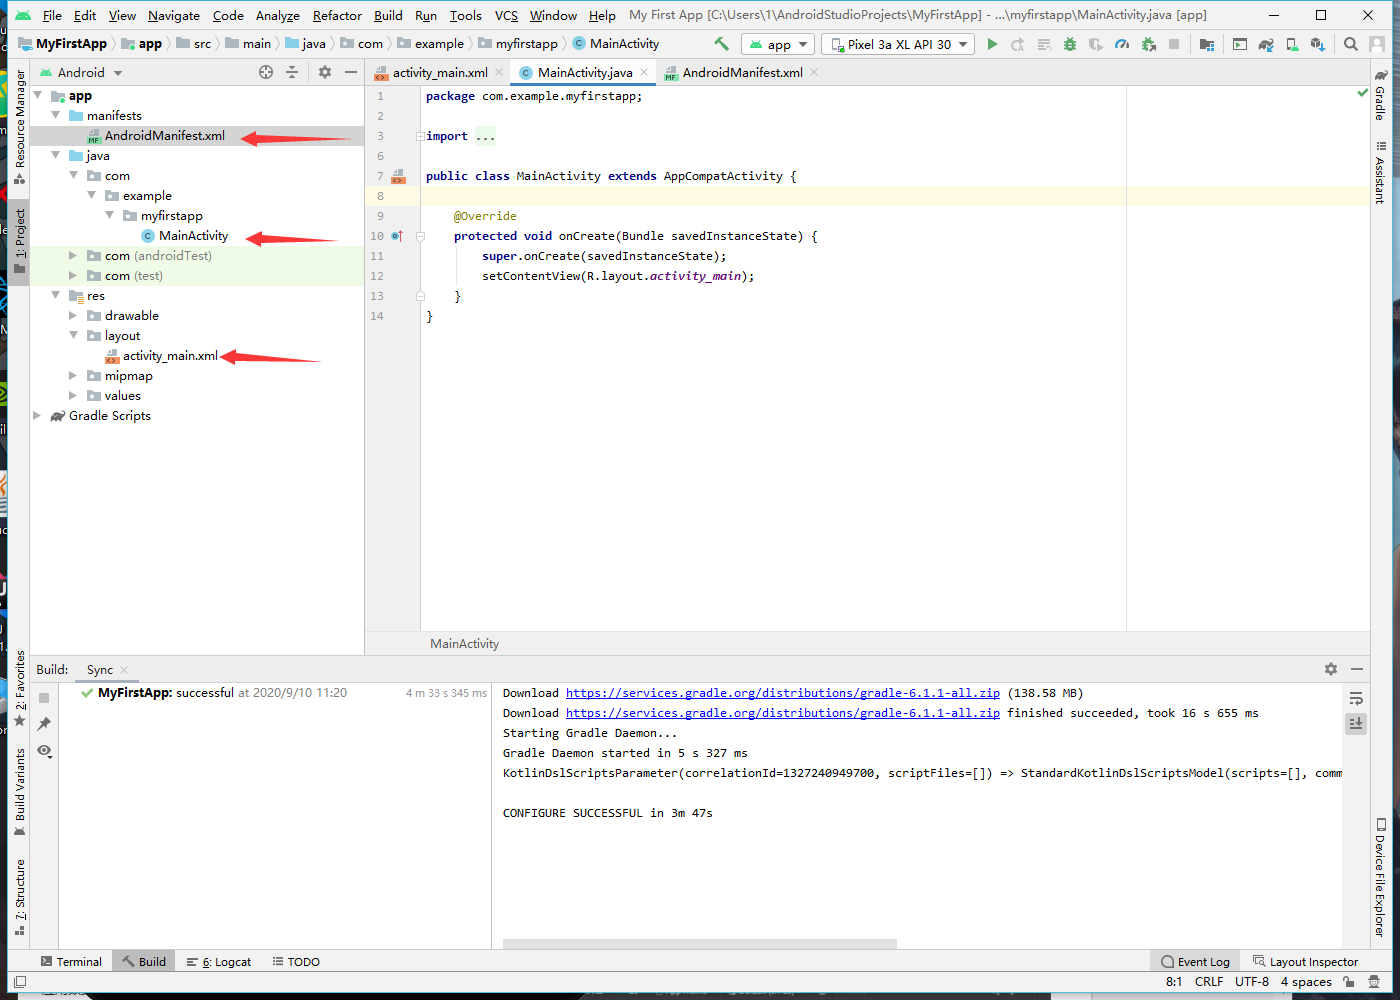 File Edit View Navigate Code Analyze Refactor Build Run Tools VCS Window Help My First App [C:\Users\1\AndroidStudioProjects\MyFirstApp] - ...\myfirstapp\MainActivity.java [app]
MyFirstApp app src main java com example myfirstapp MainActivity app Pixel 3a XL API 30
Android activity_main.xml MainActivity.java AndroidManifest.xml
Resource Manager
1: Project
2: Favorites
Build Variants
7: Structure
app
manifests
AndroidManifest.xml
java
com
example
myfirstapp
MainActivity
com (androidTest)
com (test)
res
drawable
layout
activity_main.xml
mipmap
values
Gradle Scripts
1 package com.example.myfirstapp;
2
3 import ...
6
7 public class MainActivity extends AppCompatActivity {
8
9 @Override
10 protected void onCreate(Bundle savedInstanceState) {
11 super.onCreate(savedInstanceState);
12 setContentView(R.layout.activity_main);
13 }
14 }
MainActivity
Gradle
Assistant
Device File Explorer
Build: Sync
MyFirstApp: successful at 2020/9/10 11:20 4 m 33 s 345 ms
Download https://services.gradle.org/distributions/gradle-6.1.1-all.zip (138.58 MB)
Download https://services.gradle.org/distributions/gradle-6.1.1-all.zip finished succeeded, took 16 s 655 ms
Starting Gradle Daemon...
Gradle Daemon started in 5 s 327 ms
KotlinDslScriptsParameter(correlationId=1327240949700, scriptFiles=[]) => StandardKotlinDslScriptsModel(scripts=[], comm
CONFIGURE SUCCESSFUL in 3m 47s
Terminal Build 6: Logcat TODO Event Log Layout Inspector
8:1 CRLF UTF-8 4 spaces